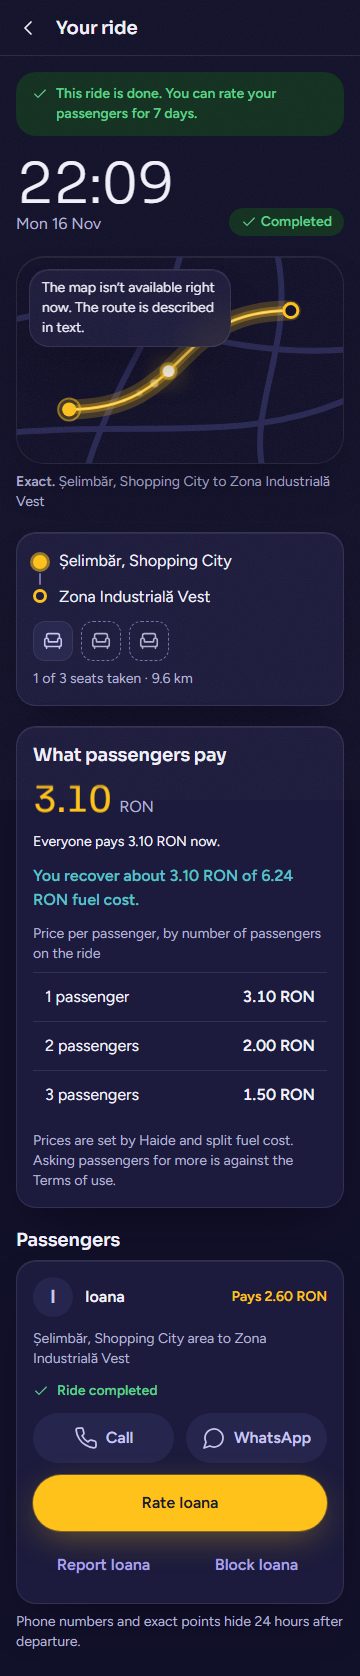 Your ride
This ride is done. You can rate your
passengers for 7 days.
22:09
Mon 16 Nov
Completed
The map isn't available right
now. The route is described
in text.
Exact. Șelimbăr, Shopping City to Zona Industrială
Vest
Șelimbăr, Shopping City
Zona Industrială Vest
1 of 3 seats taken · 9.6 km
What passengers pay
3.10 RON
Everyone pays 3.10 RON now.
You recover about 3.10 RON of 6.24
RON fuel cost.
Price per passenger, by number of passengers
on the ride
1 passenger 3.10 RON
2 passengers 2.00 RON
3 passengers 1.50 RON
Prices are set by Haide and split fuel cost.
Asking passengers for more is against the
Terms of use.
Passengers
I Ioana Pays 2.60 RON
Șelimbăr, Shopping City area to Zona
Industrială Vest
Ride completed
Call WhatsApp
Rate Ioana
Report Ioana Block Ioana
Phone numbers and exact points hide 24 hours after
departure.